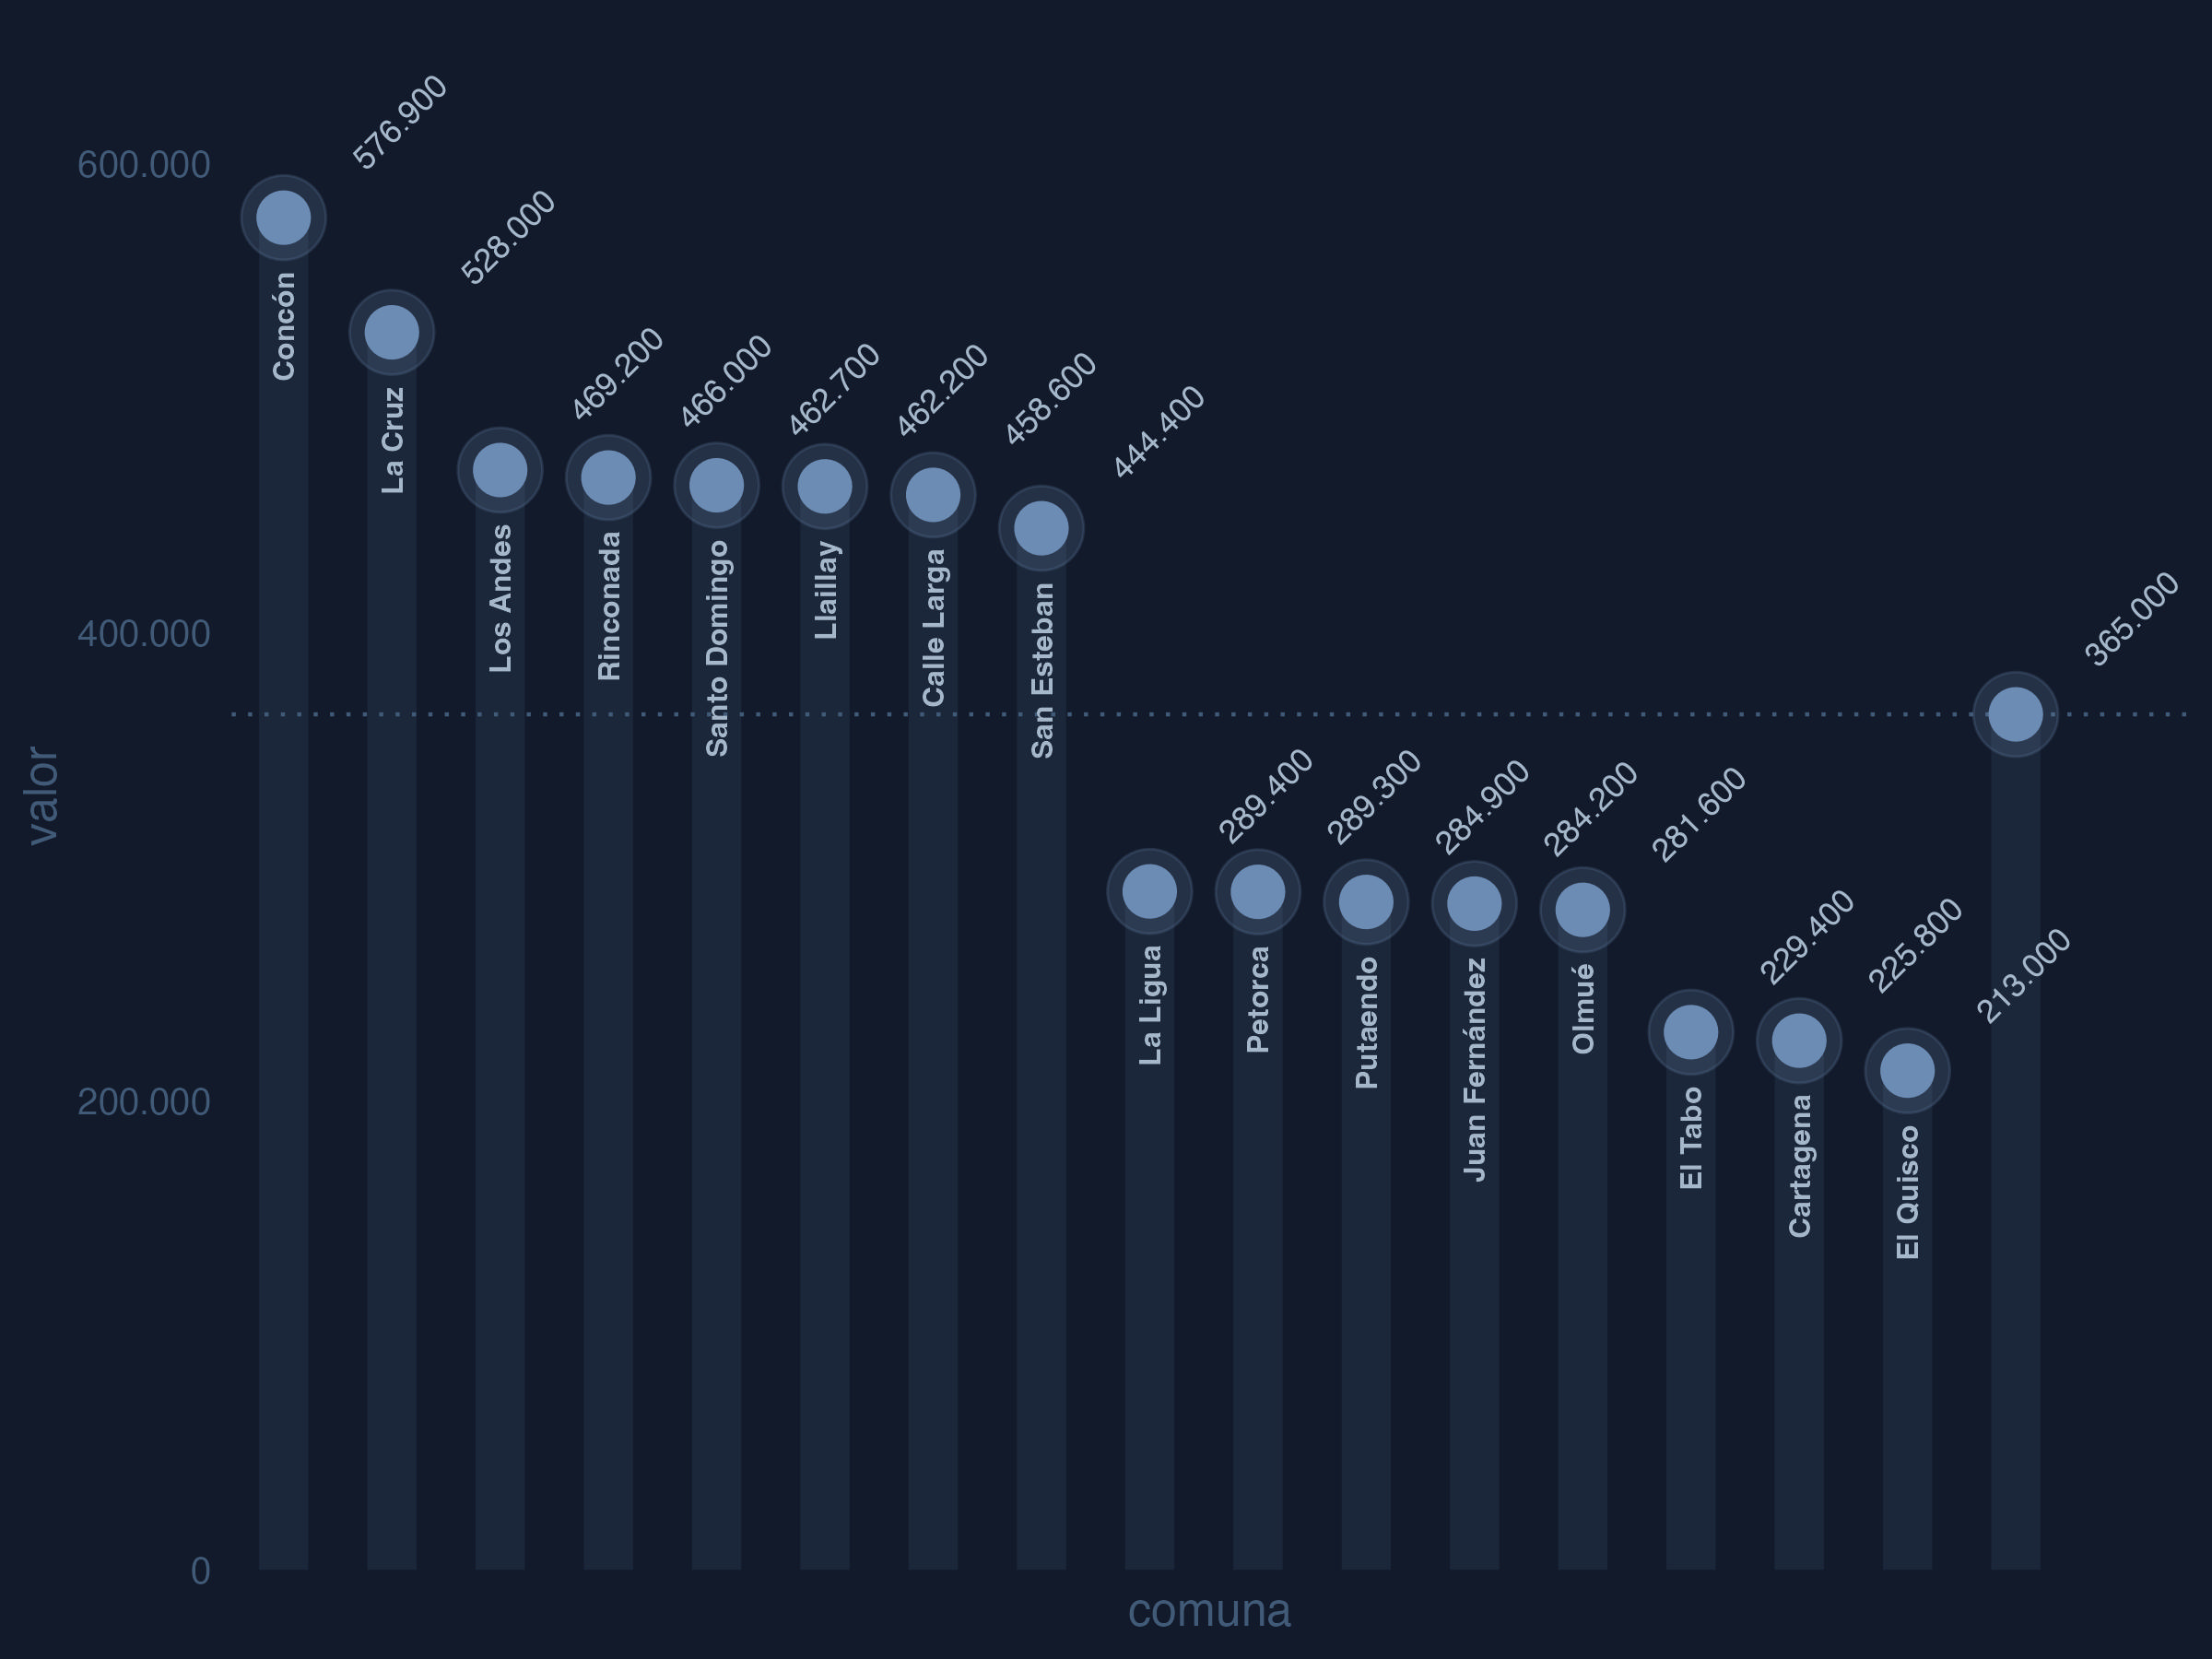 576.900
528.000
469.200
466.000
462.700
462.200
458.600
444.400
289.400
289.300
284.900
284.200
281.600
229.400
225.800
213.000
365.000
Concón
La Cruz
Los Andes
Rinconada
Santo Domingo
Llaillay
Calle Larga
San Esteban
La Ligua
Petorca
Putaendo
Juan Fernández
Olmué
El Tabo
Cartagena
El Quisco
600.000
400.000
200.000
0
valor
comuna